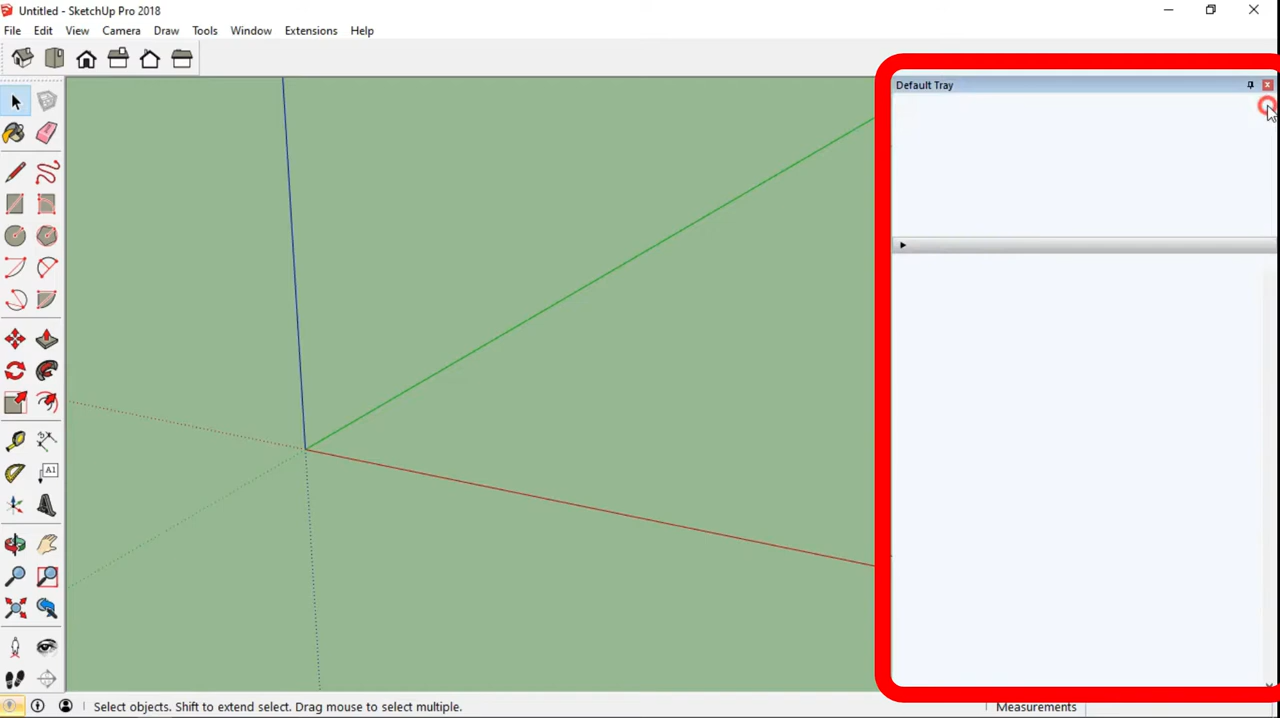 Untitled - SketchUp Pro 2018
File Edit View Camera Draw Tools Window Extensions Help
Default Tray
A1
Select objects. Shift to extend select. Drag mouse to select multiple.
Measurements